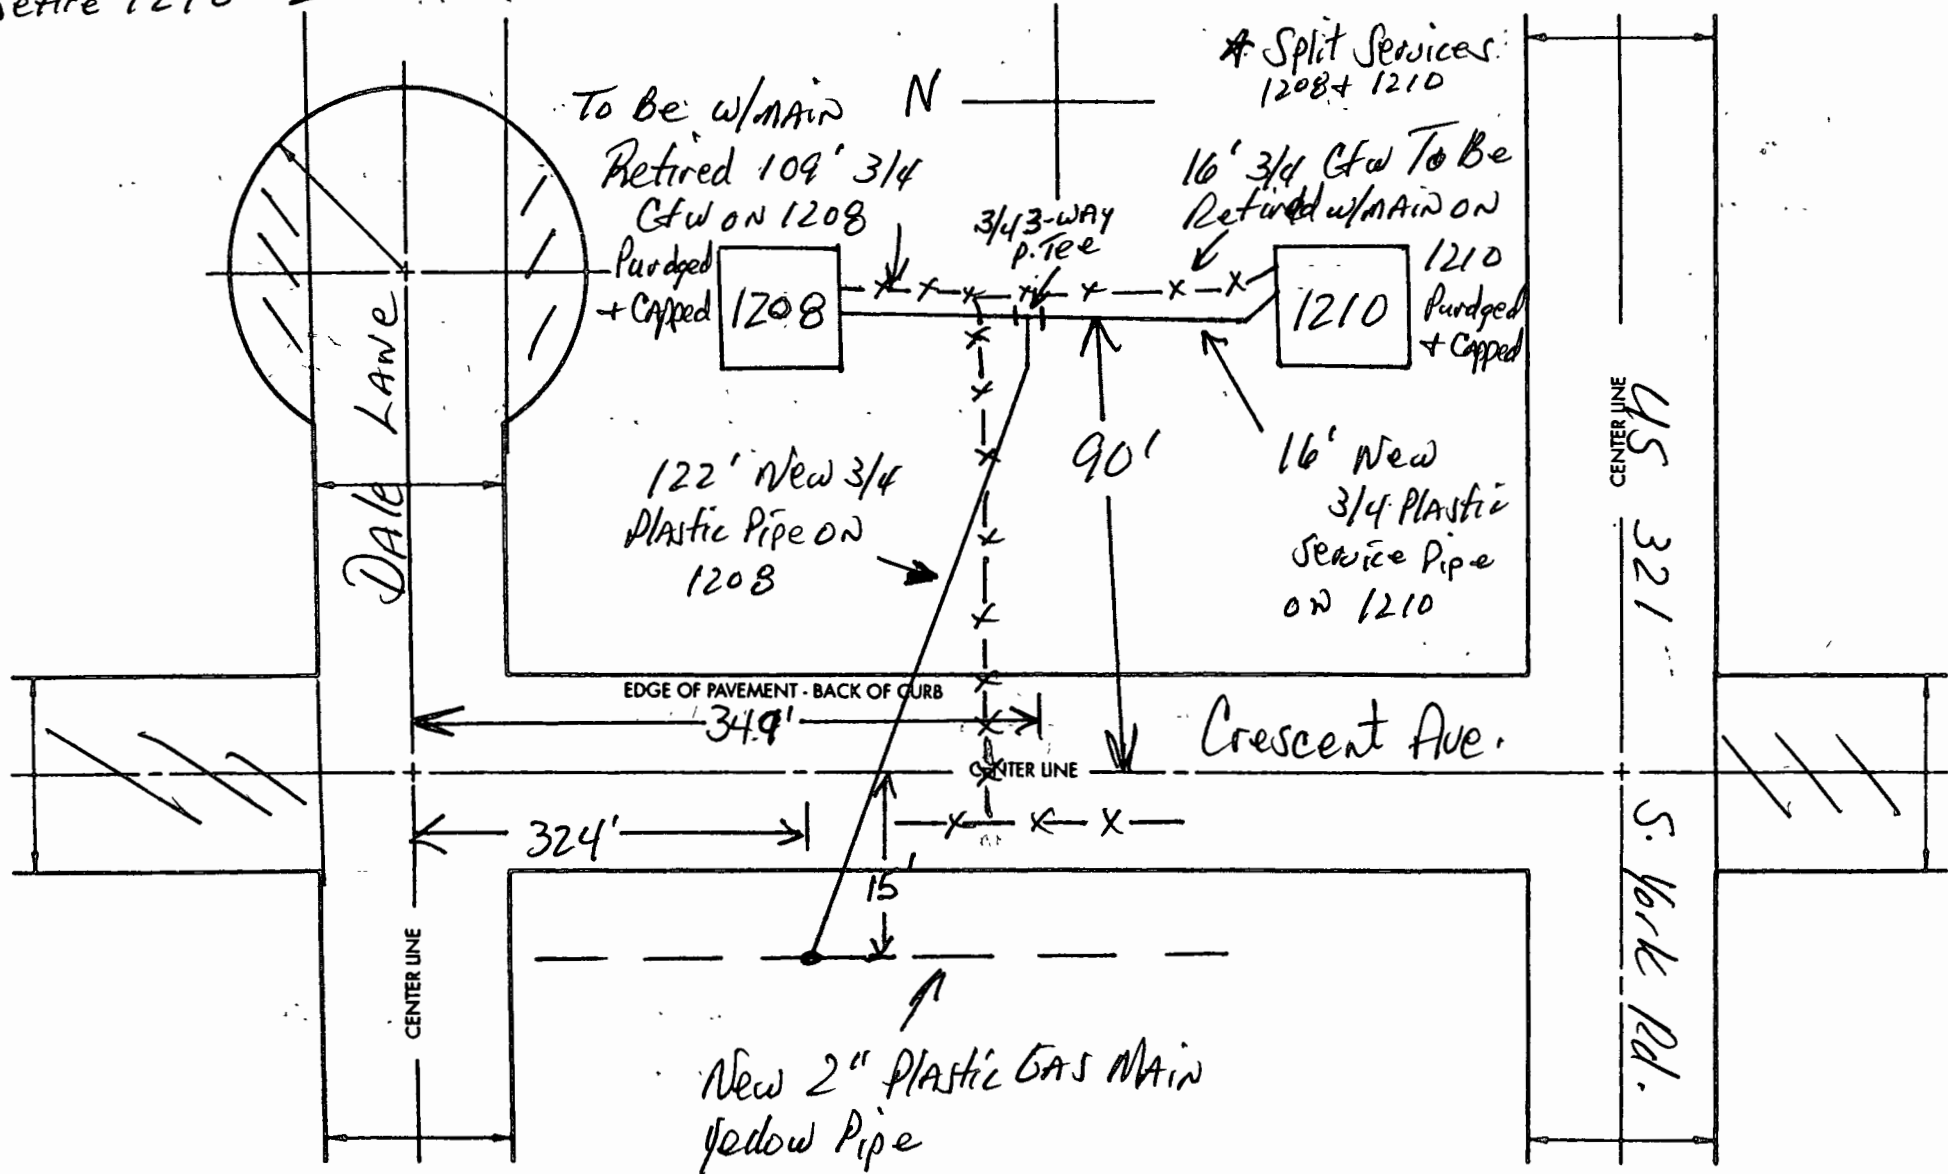 Retire 1210
* Split Services:
1208 + 1210
To Be w/MAIN
Retired 109' 3/4
CfW ON 1208
Purdged
+ Capped
N
3/4 3-WAY
P. Tee
16' 3/4 Cfw To Be
Retired w/MAIN ON
1210
Purdged
+ Capped
1208
1210
DAle LANe
122' New 3/4
Plastic Pipe ON
1208
90'
16' New
3/4 Plastic
Service Pipe
ON 1210
CENTER LINE
US 321
S. York Rd.
EDGE OF PAVEMENT - BACK OF CURB
349'
Crescent Ave.
CENTER LINE
324'
15'
CENTER LINE
New 2" Plastic GAS MAIN
Yellow Pipe